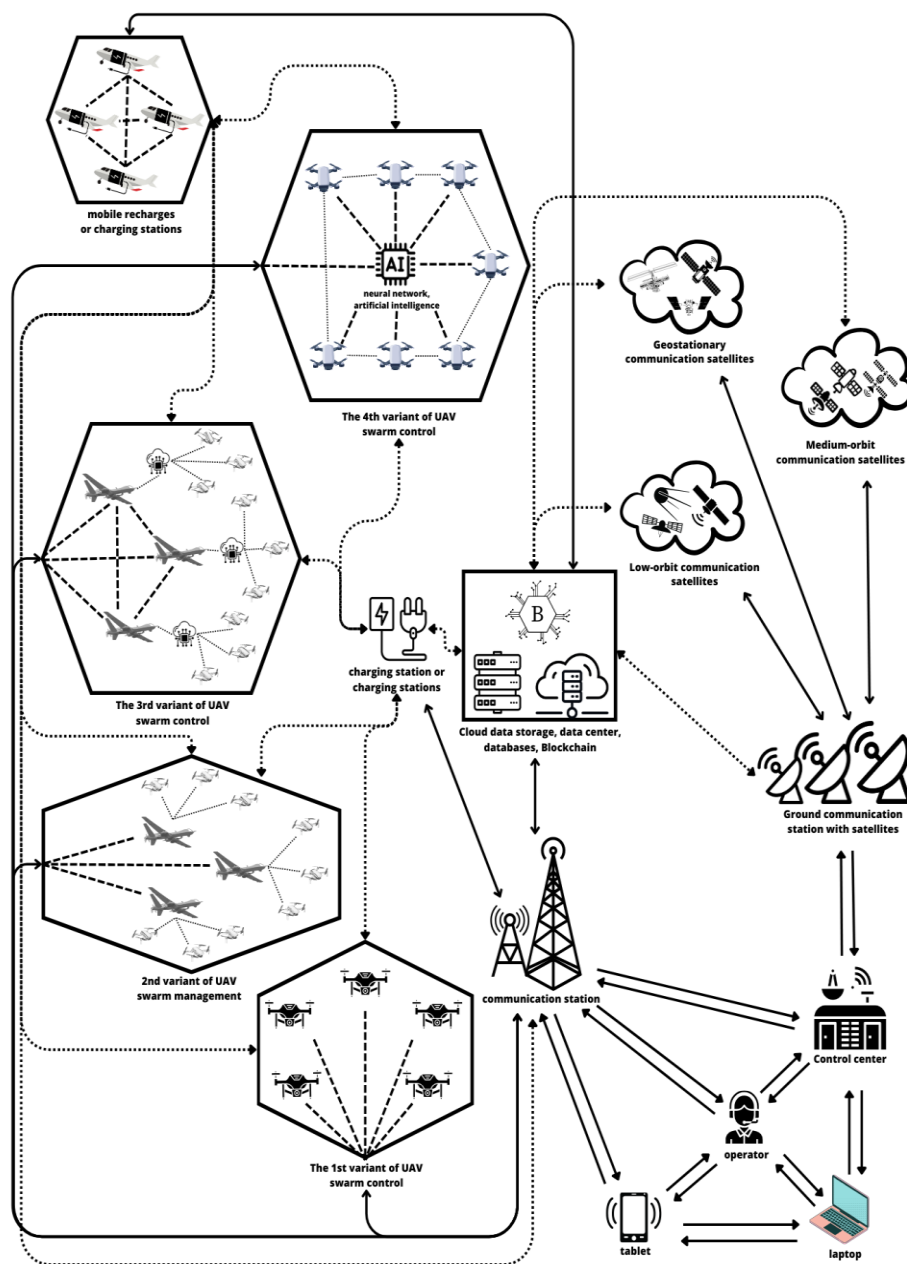 mobile recharges
or charging stations
AI
neural network,
artificial intelligence
The 4th variant of UAV
swarm control
Geostationary
communication satellites
Medium-orbit
communication satellites
Low-orbit communication
satellites
The 3rd variant of UAV
swarm control
charging station or
charging stations
B
Cloud data storage, data center,
databases, Blockchain
Ground communication
station with satellites
2nd variant of UAV
swarm management
communication station
Control center
The 1st variant of UAV
swarm control
operator
tablet
laptop